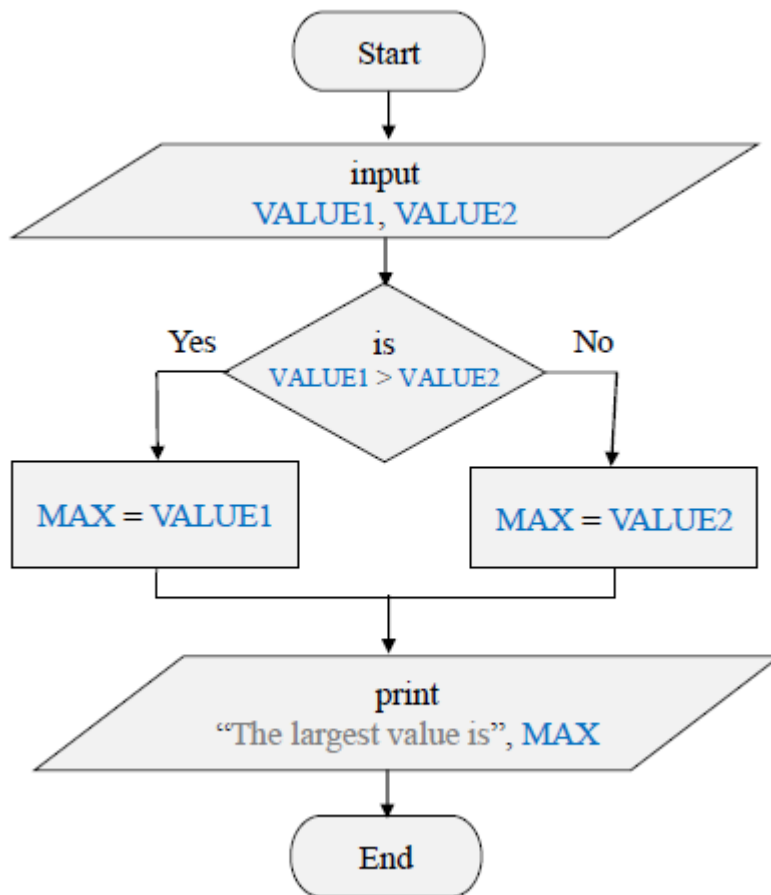 Start
input
VALUE1, VALUE2
Yes
is
No
VALUE1 > VALUE2
MAX = VALUE1
MAX = VALUE2
print
“The largest value is”, MAX
End